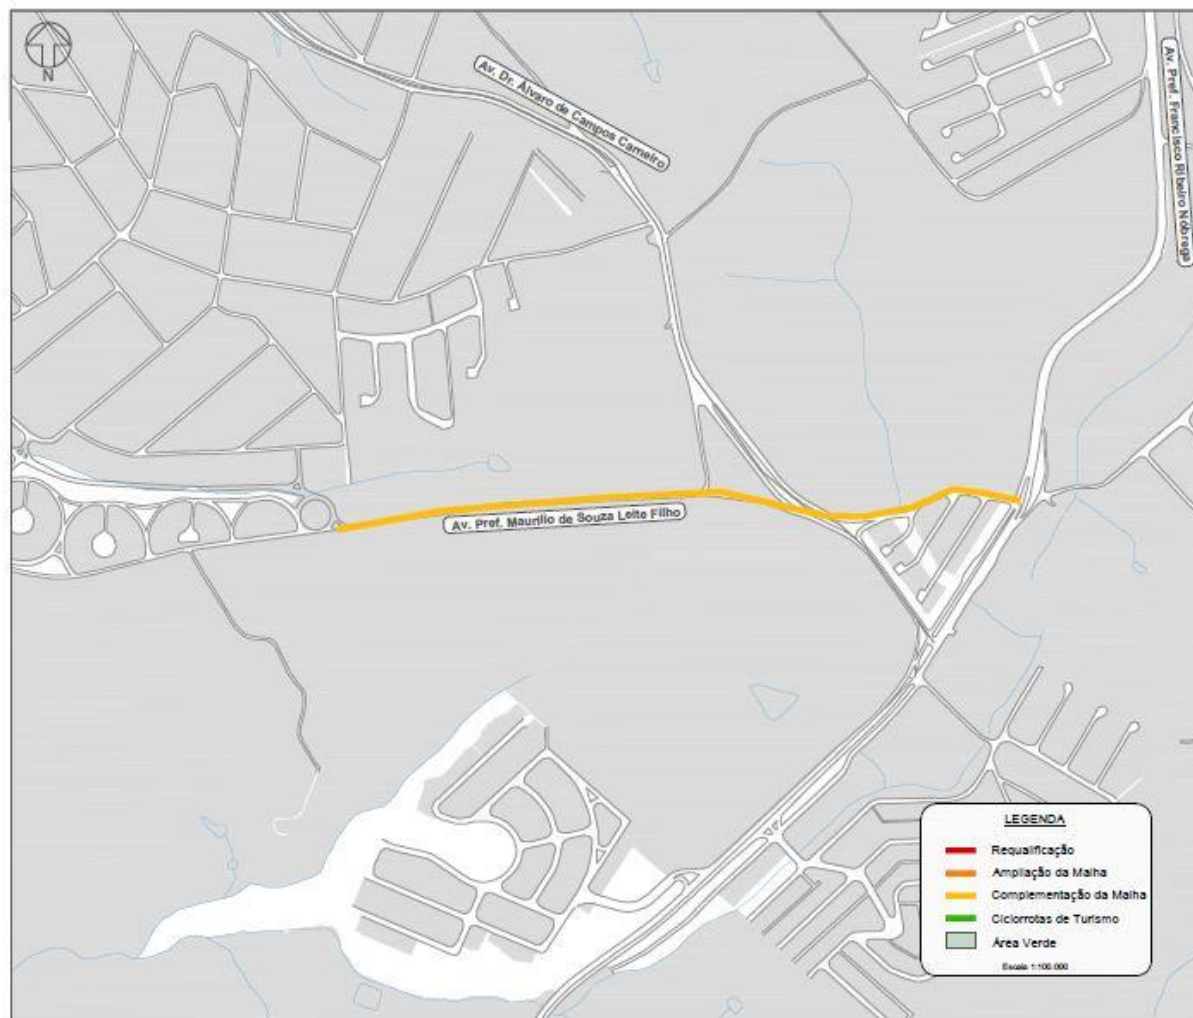 N
Av. Dr. Álvaro de Campos Carneiro
Av. Pref. Francisco Ribeiro Nóbrega
Av. Pref. Maurílio de Souza Leite Filho
LEGENDA
Requalificação
Ampliação da Malha
Complementação da Malha
Ciclorrotas de Turismo
Área Verde
Escala 1:100.000